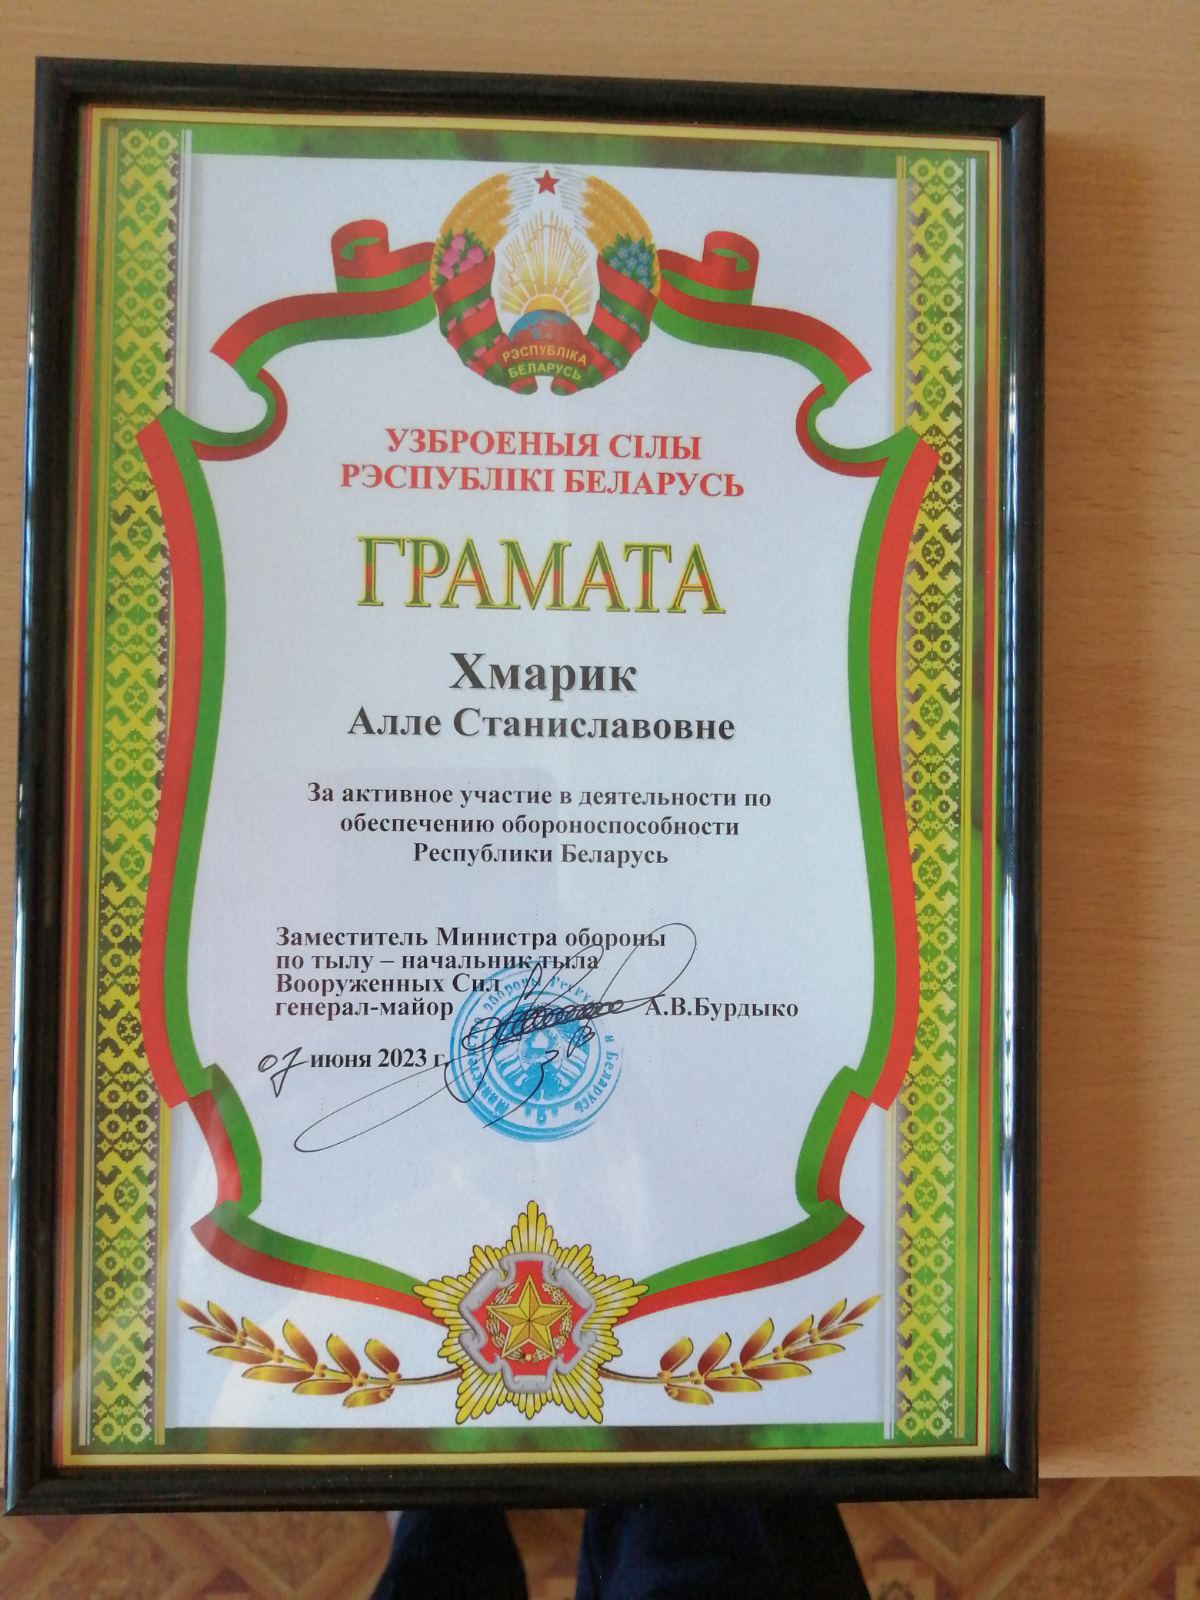 РЭСПУБЛІКА
БЕЛАРУСЬ
УЗБРОЕНЫЯ СІЛЫ
РЭСПУБЛІКІ БЕЛАРУСЬ
ГРАМАТА
Хмарик
Алле Станиславовне
За активное участие в деятельности по
обеспечению обороноспособности
Республики Беларусь
Заместитель Министра обороны
по тылу – начальник тыла
Вооруженных Сил
генерал-майор А.В.Бурдыко
07 июня 2023 г.